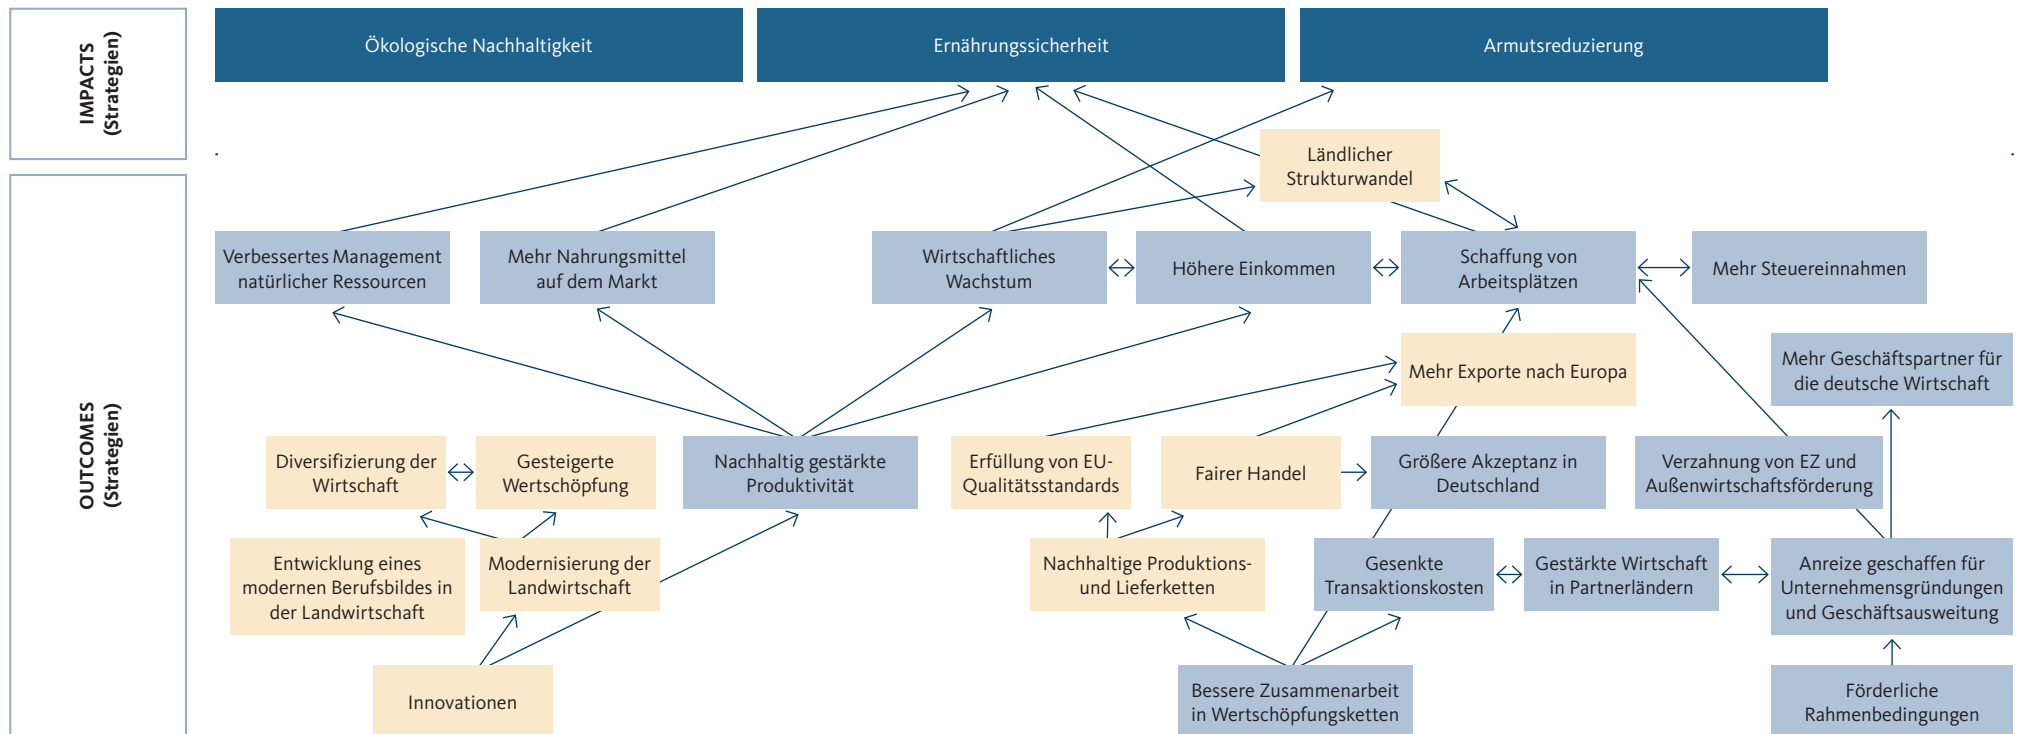 IMPACTS
(Strategien)
Ökologische Nachhaltigkeit
Ernährungssicherheit
Armutsreduzierung
Ländlicher
Strukturwandel
OUTCOMES
(Strategien)
Verbessertes Management
natürlicher Ressourcen
Mehr Nahrungsmittel
auf dem Markt
Wirtschaftliches
Wachstum
Höhere Einkommen
Schaffung von
Arbeitsplätzen
Mehr Steuereinnahmen
Mehr Exporte nach Europa
Mehr Geschäftspartner für
die deutsche Wirtschaft
Diversifizierung der
Wirtschaft
Gesteigerte
Wertschöpfung
Nachhaltig gestärkte
Produktivität
Erfüllung von EU-
Qualitätsstandards
Fairer Handel
Größere Akzeptanz in
Deutschland
Verzahnung von EZ und
Außenwirtschaftsförderung
Entwicklung eines
modernen Berufsbildes in
der Landwirtschaft
Modernisierung der
Landwirtschaft
Nachhaltige Produktions-
und Lieferketten
Gesenkte
Transaktionskosten
Gestärkte Wirtschaft
in Partnerländern
Anreize geschaffen für
Unternehmensgründungen
und Geschäftsausweitung
Innovationen
Bessere Zusammenarbeit
in Wertschöpfungsketten
Förderliche
Rahmenbedingungen